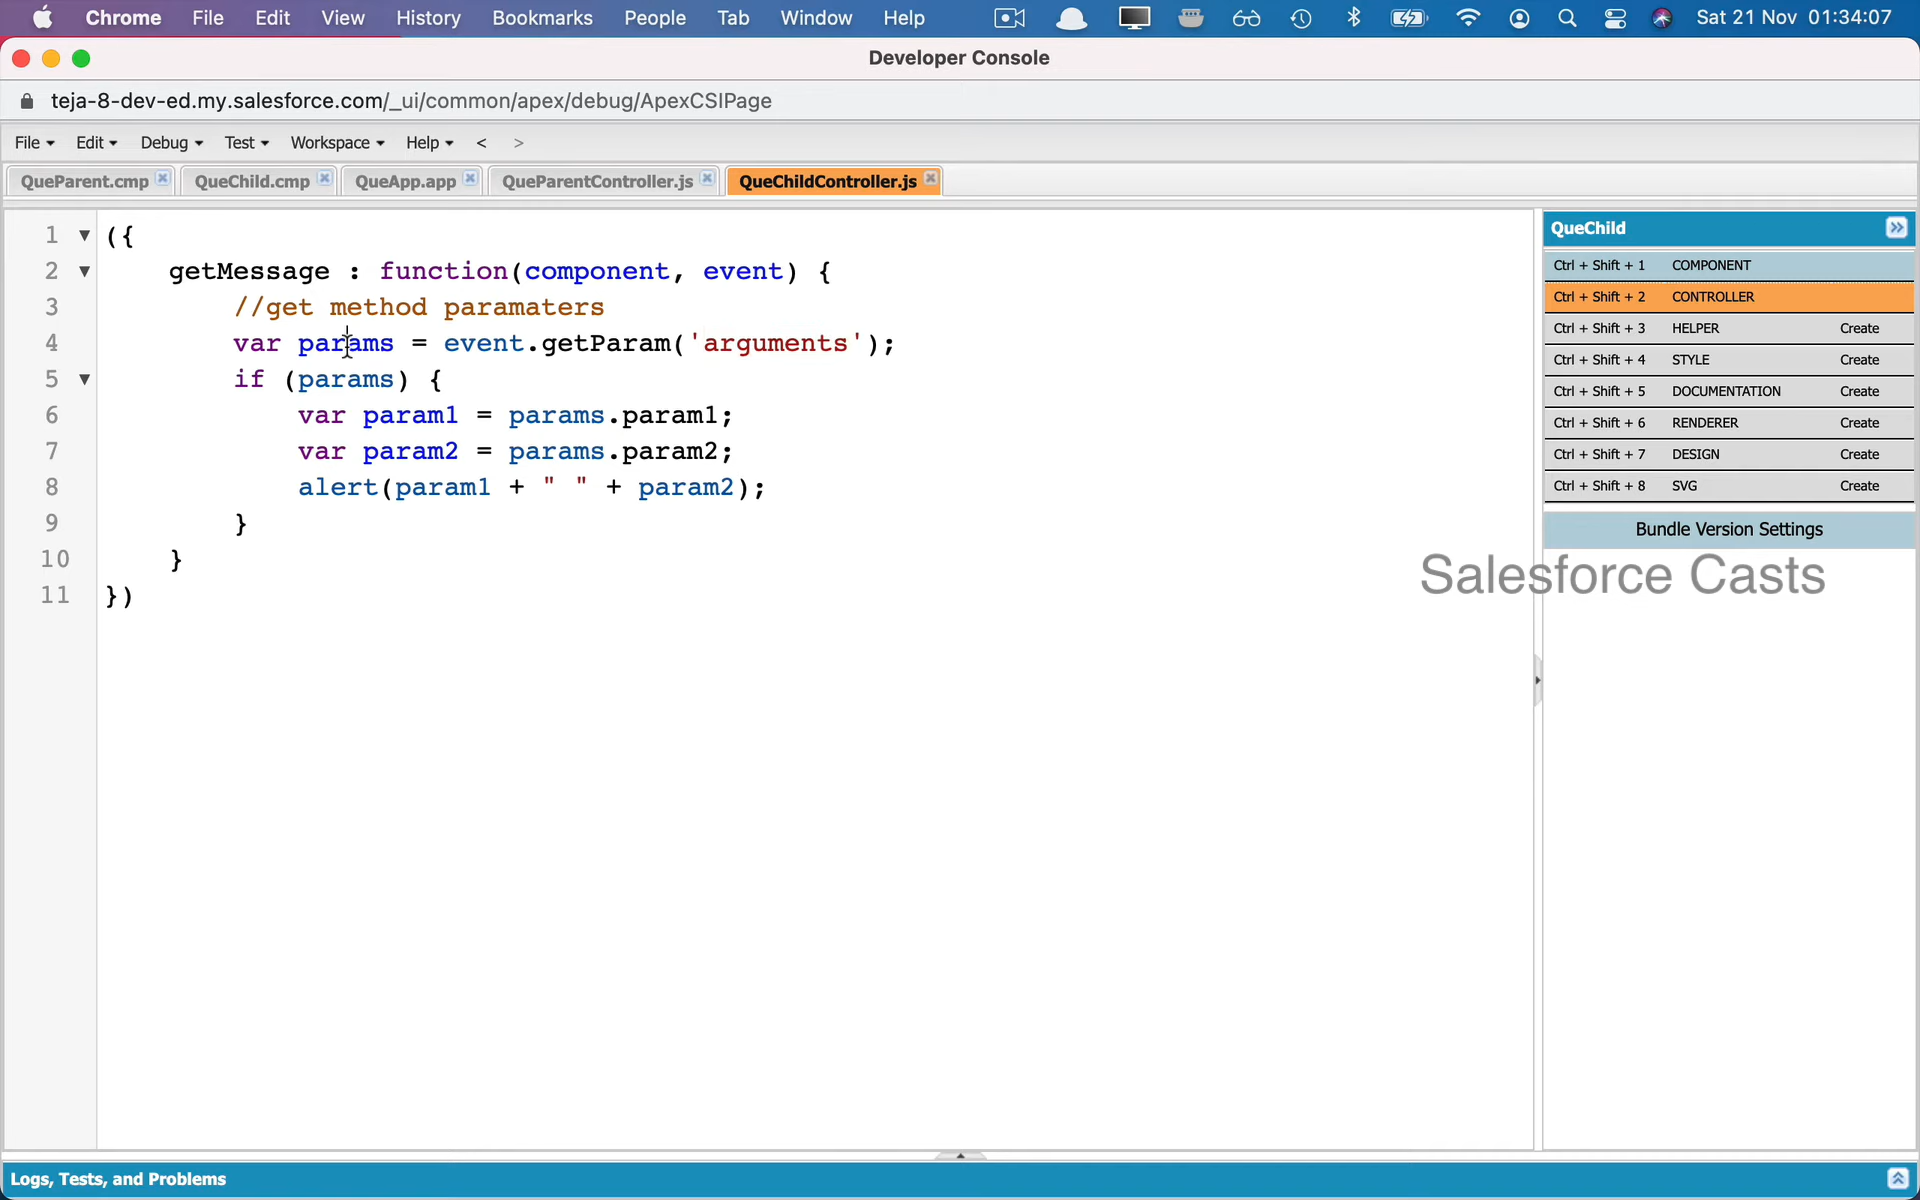 Chrome File Edit View History Bookmarks People Tab Window Help Sat 21 Nov 01:34:07
Developer Console
teja-8-dev-ed.my.salesforce.com/_ui/common/apex/debug/ApexCSIPage
File Edit Debug Test Workspace Help < >
QueParent.cmp QueChild.cmp QueApp.app QueParentController.js QueChildController.js
1 ({
2 getMessage : function(component, event) {
3 //get method paramaters
4 var params = event.getParam('arguments');
5 if (params) {
6 var param1 = params.param1;
7 var param2 = params.param2;
8 alert(param1 + " " + param2);
9 }
10 }
11 })
QueChild
Ctrl + Shift + 1 COMPONENT
Ctrl + Shift + 2 CONTROLLER
Ctrl + Shift + 3 HELPER Create
Ctrl + Shift + 4 STYLE Create
Ctrl + Shift + 5 DOCUMENTATION Create
Ctrl + Shift + 6 RENDERER Create
Ctrl + Shift + 7 DESIGN Create
Ctrl + Shift + 8 SVG Create
Bundle Version Settings
Salesforce Casts
Logs, Tests, and Problems